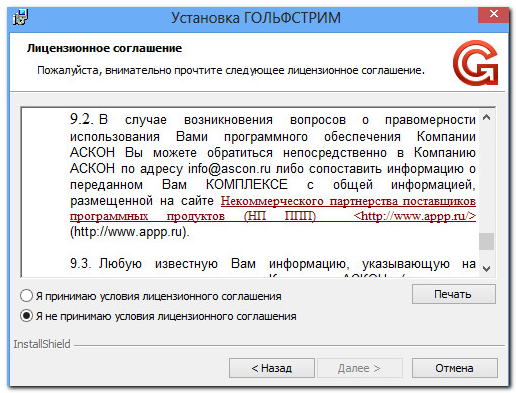 Установка ГОЛЬФСТРИМ
Лицензионное соглашение
Пожалуйста, внимательно прочтите следующее лицензионное соглашение.
9.2. В случае возникновения вопросов о правомерности
использования Вами программного обеспечения Компании
АСКОН Вы можете обратиться непосредственно в Компанию
АСКОН по адресу info@ascon.ru либо сопоставить информацию о
переданном Вам КОМПЛЕКСЕ с общей информацией,
размещенной на сайте Некоммерческого партнерства поставщиков
программных продуктов (НП ППП) <http://www.appp.ru/>
(http://www.appp.ru).
9.3. Любую известную Вам информацию, указывающую на
Я принимаю условия лицензионного соглашения
Печать
Я не принимаю условия лицензионного соглашения
InstallShield
< Назад
Далее >
Отмена